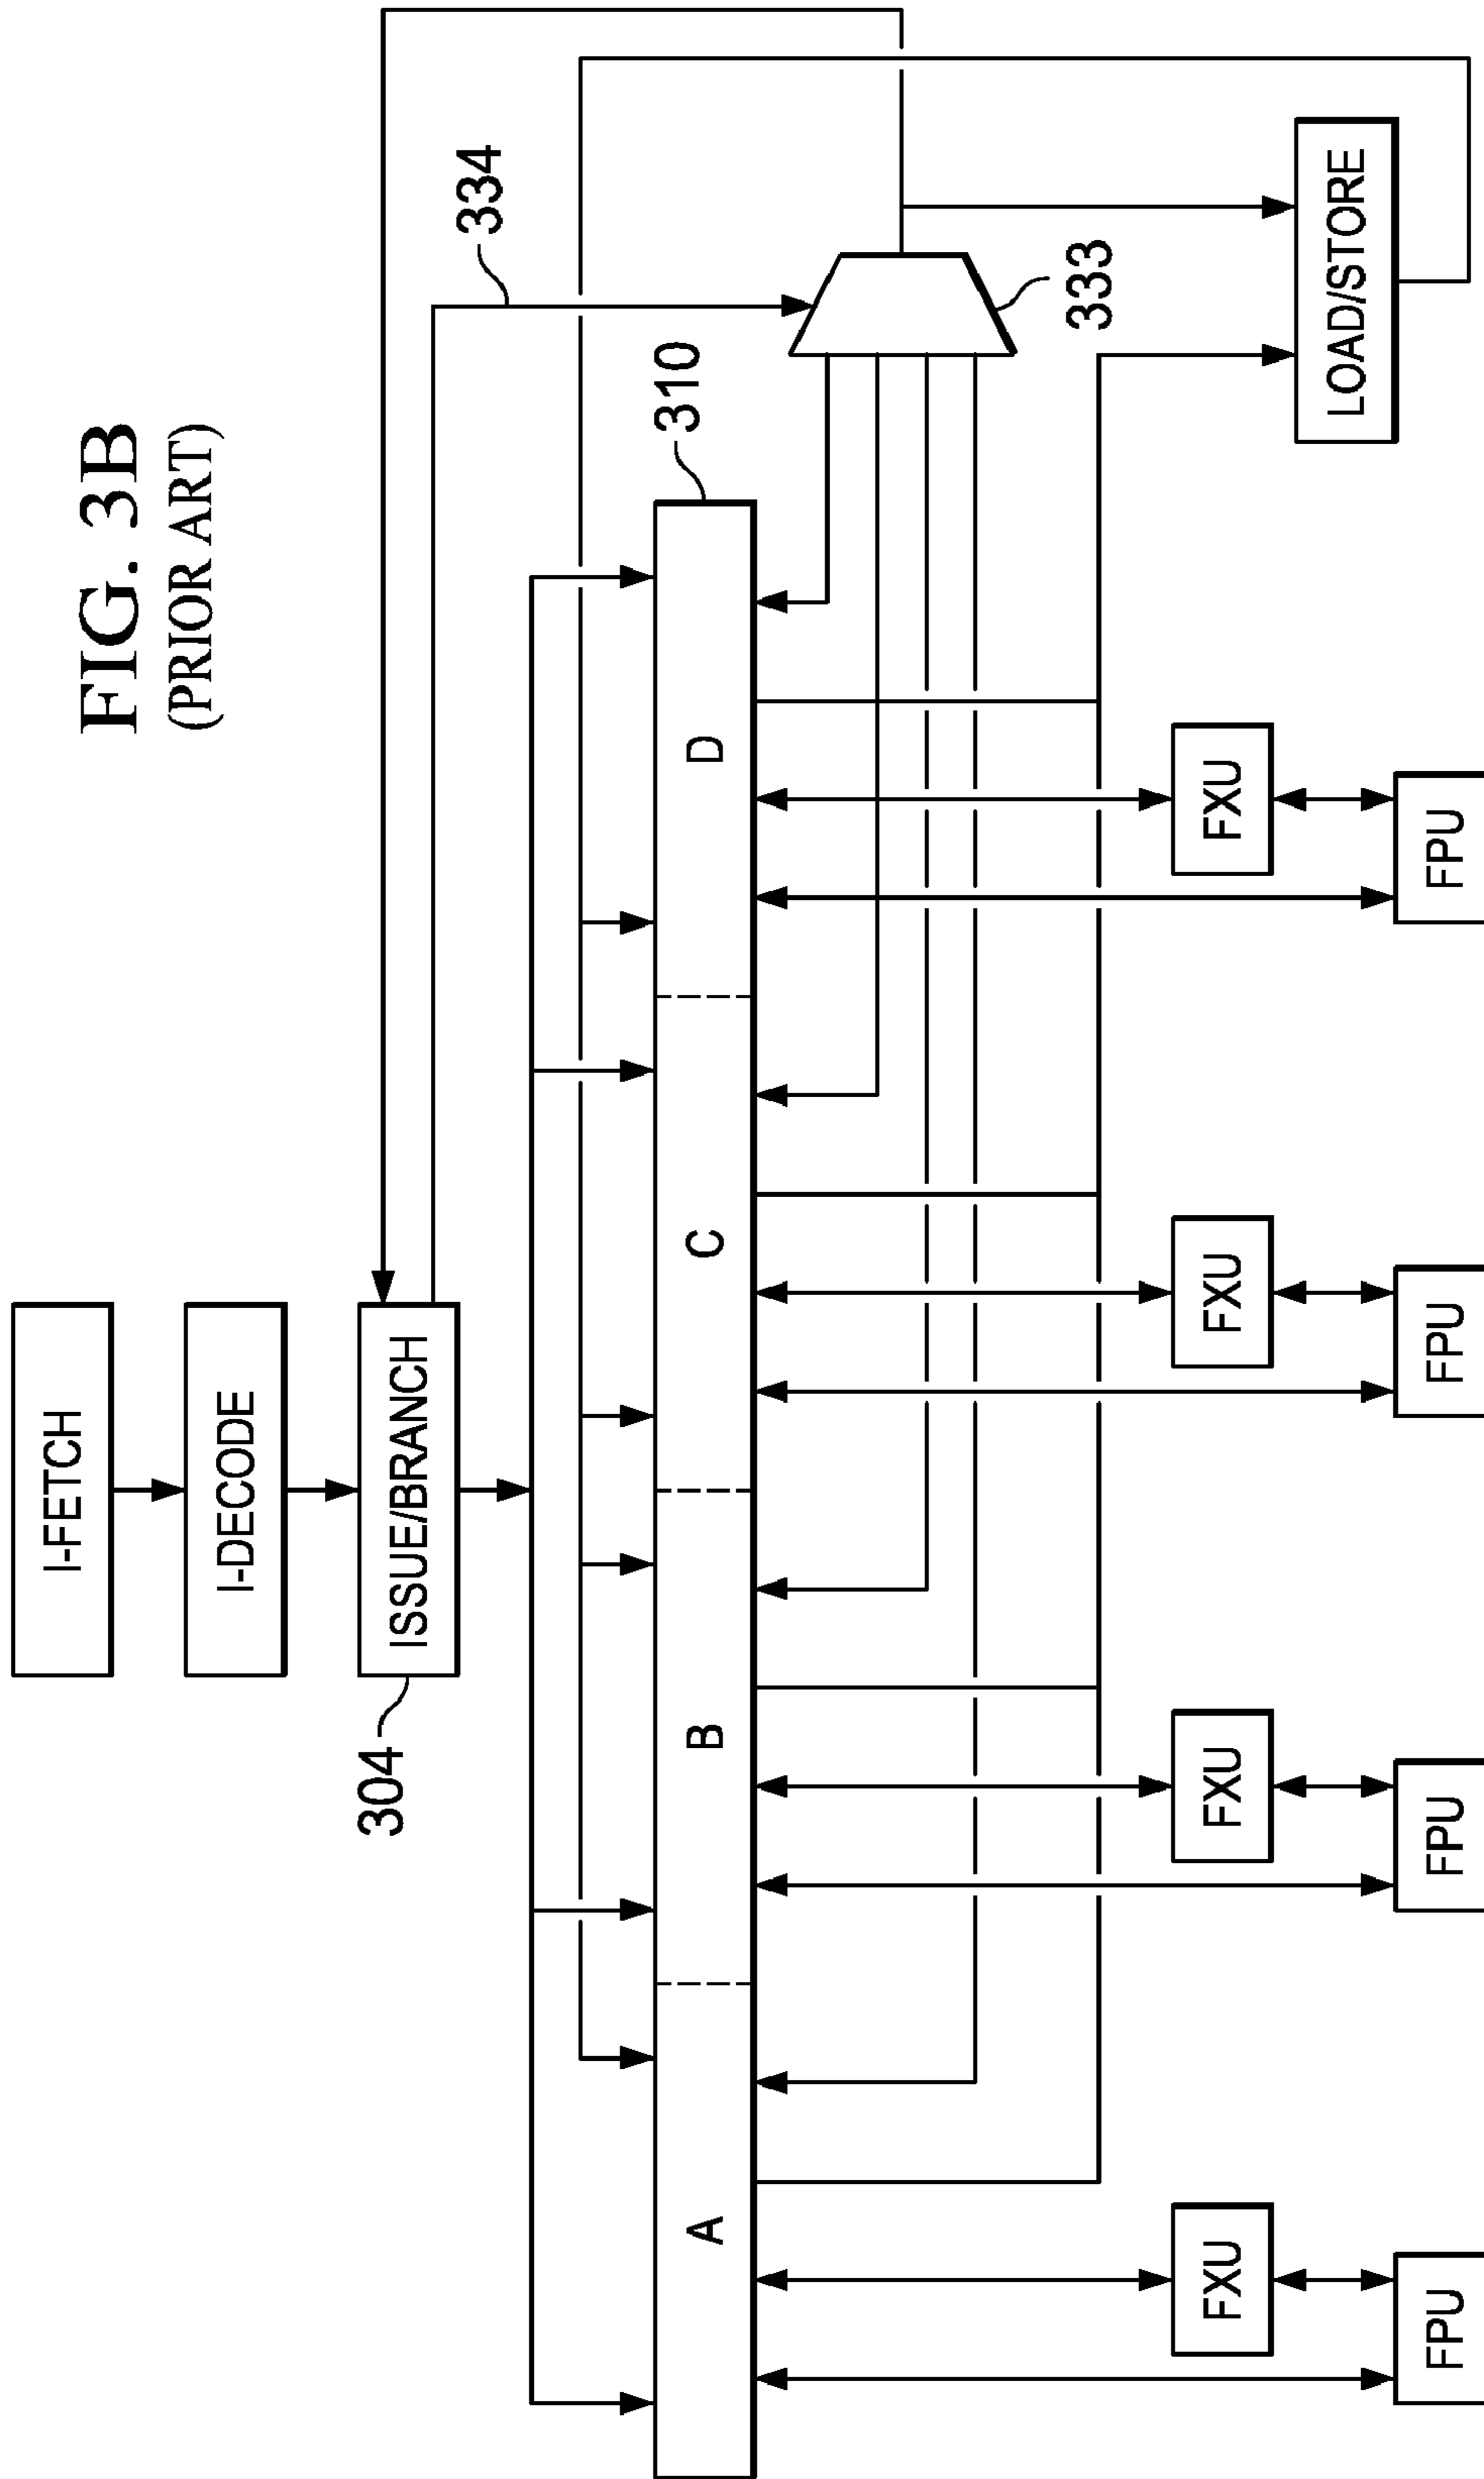 FIG. 3B
(PRIOR ART)
I-FETCH
I-DECODE
ISSUE/BRANCH
304
334
310
A
B
C
D
333
FXU
FXU
FXU
FXU
LOAD/STORE
FPU
FPU
FPU
FPU